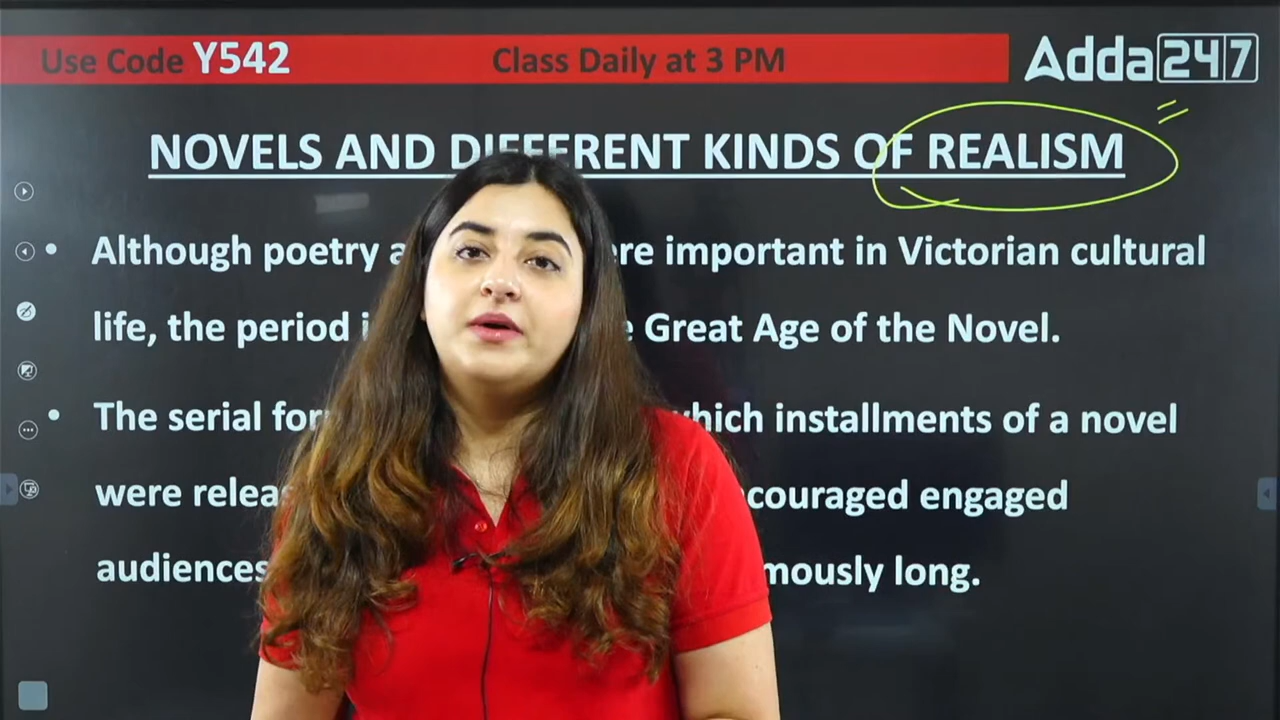 Use Code Y542 Class Daily at 3 PM Adda247
NOVELS AND DIFFERENT KINDS OF REALISM
• Although poetry ere important in Victorian cultural
life, the period Great Age of the Novel.
• The serial which installments of a novel
were couraged engaged
audiences mously long.